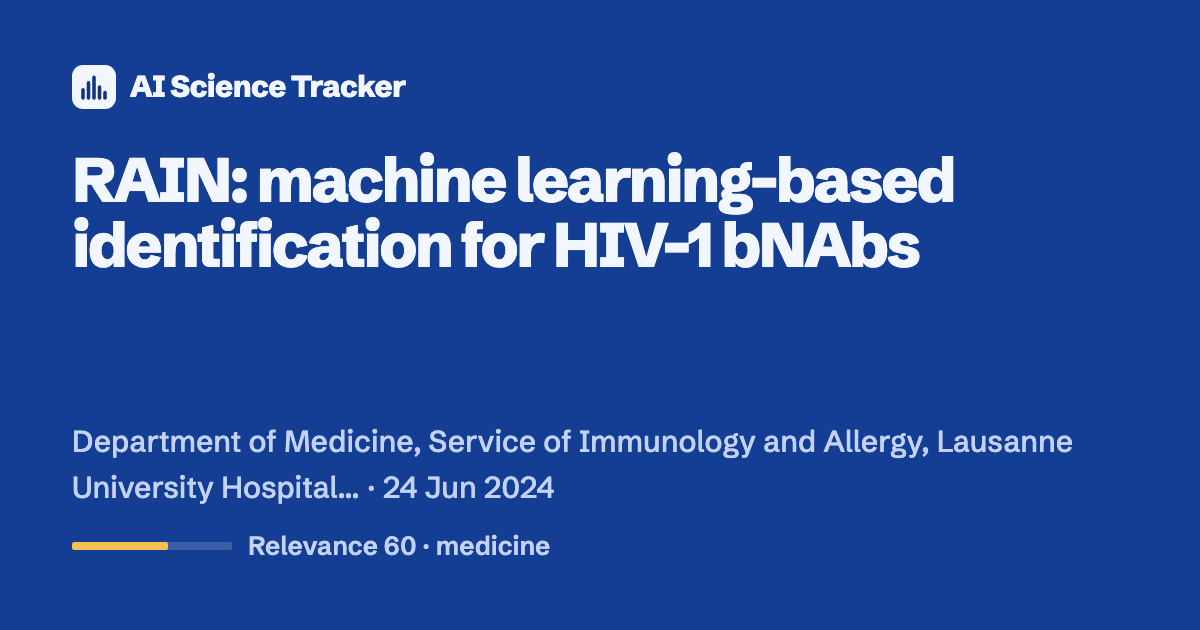 AI Science Tracker
RAIN: machine learning-based
identification for HIV-1 bNAbs
Department of Medicine, Service of Immunology and Allergy, Lausanne
University Hospital... · 24 Jun 2024
Relevance 60 · medicine